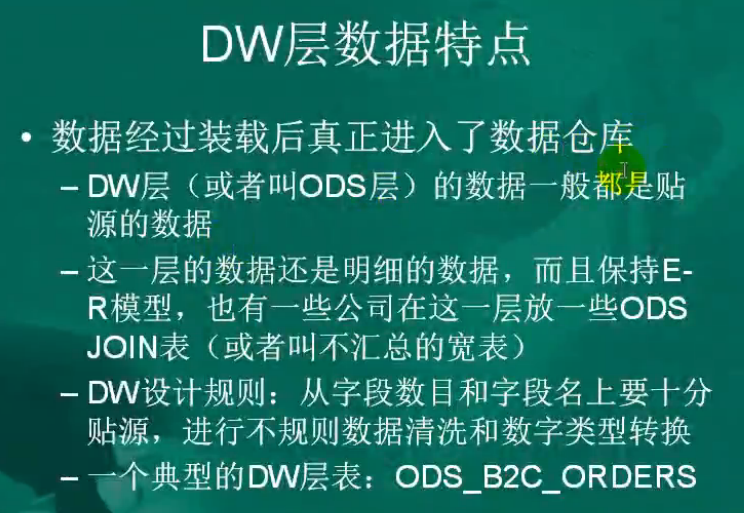 DW层数据特点
• 数据经过装载后真正进入了数据仓库
– DW层（或者叫ODS层）的数据一般都是贴
源的数据
– 这一层的数据还是明细的数据，而且保持E-
R模型，也有一些公司在这一层放一些ODS
JOIN表（或者叫不汇总的宽表）
– DW设计规则：从字段数目和字段名上要十分
贴源，进行不规则数据清洗和数字类型转换
– 一个典型的DW层表：ODS_B2C_ORDERS